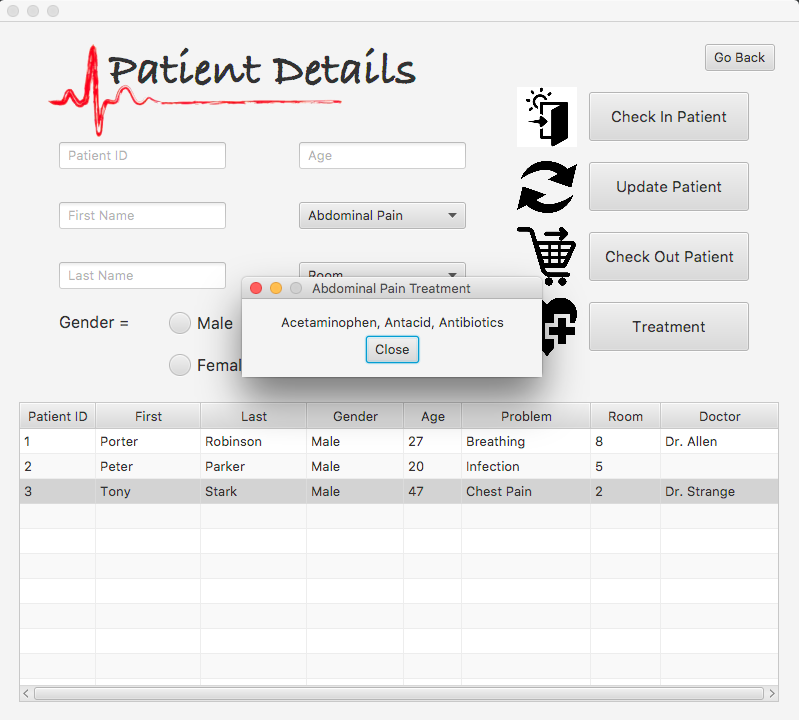 Patient Details
Go Back
Check In Patient
Patient ID
Age
Update Patient
First Name
Abdominal Pain
Check Out Patient
Last Name
Room
Abdominal Pain Treatment
Acetaminophen, Antacid, Antibiotics
Close
Treatment
Gender =
Male
Femal
Patient ID First Last Gender Age Problem Room Doctor
1 Porter Robinson Male 27 Breathing 8 Dr. Allen
2 Peter Parker Male 20 Infection 5
3 Tony Stark Male 47 Chest Pain 2 Dr. Strange